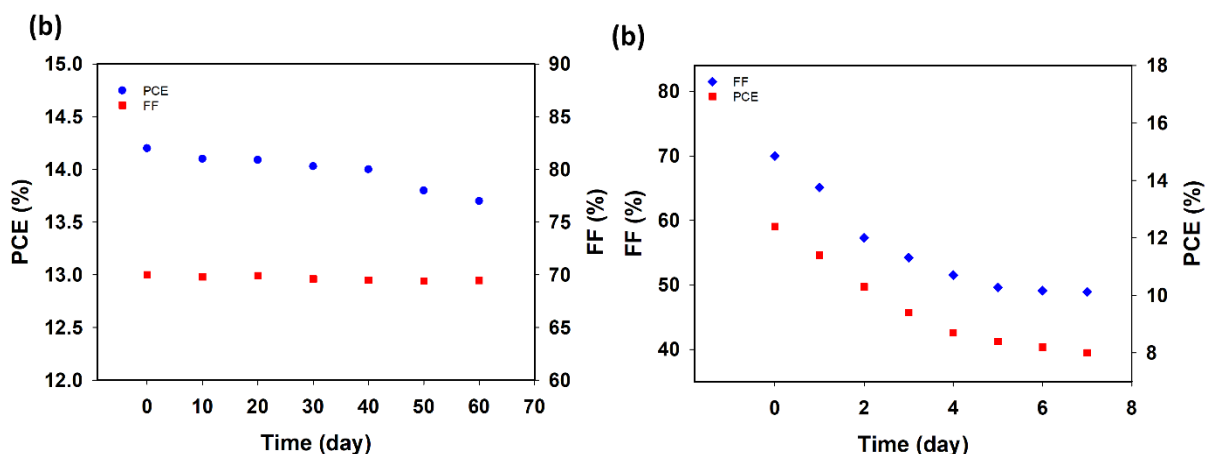 (b)
PCE (%)
15.0
14.5
14.0
13.5
13.0
12.5
12.0
PCE
FF
90
85
80
75
70
65
60
FF (%)
0 10 20 30 40 50 60 70
Time (day)
(b)
FF (%)
80
70
60
50
40
FF
PCE
18
16
14
12
10
8
PCE (%)
0 2 4 6 8
Time (day)